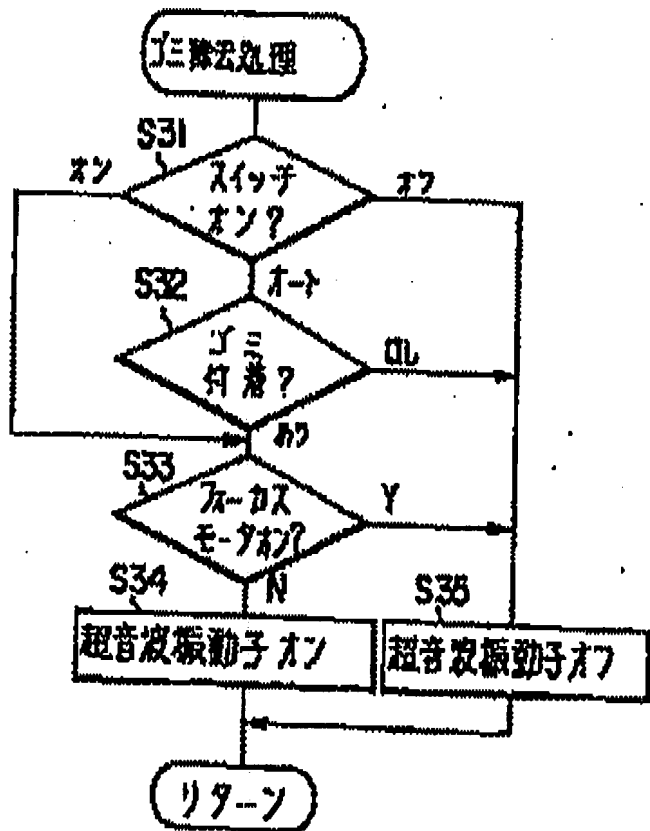 ゴミ除去処理
S31
オン
スイッチ
オン?
オフ
オート
S32
ゴミ
付着?
なし
あり
S33
フォーカス
モータオン?
Y
N
S34
超音波振動子オン
S35
超音波振動子オフ
リターン